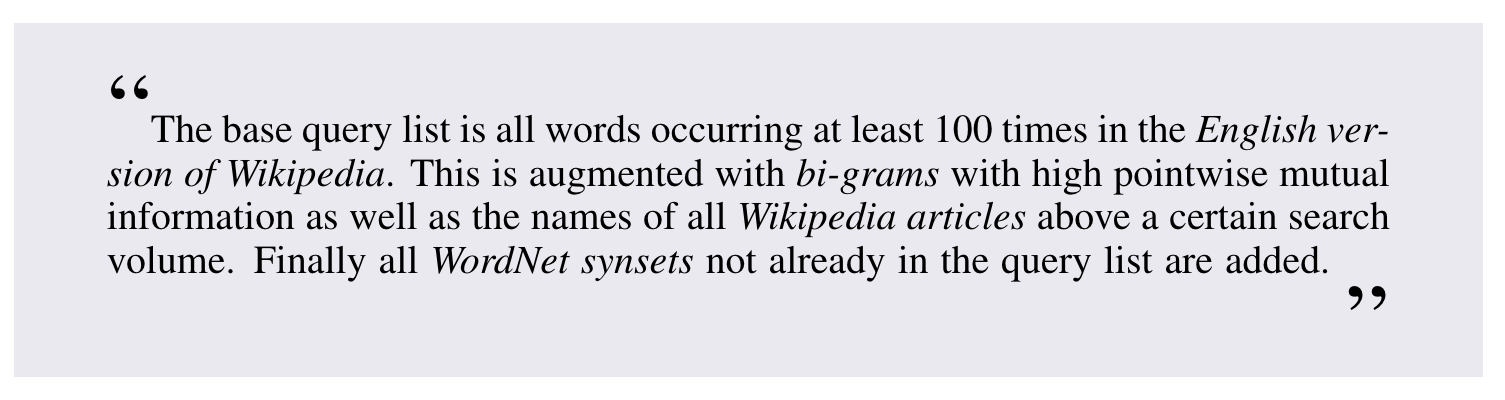 “
The base query list is all words occurring at least 100 times in the English ver-
sion of Wikipedia. This is augmented with bi-grams with high pointwise mutual
information as well as the names of all Wikipedia articles above a certain search
volume. Finally all WordNet synsets not already in the query list are added.
”